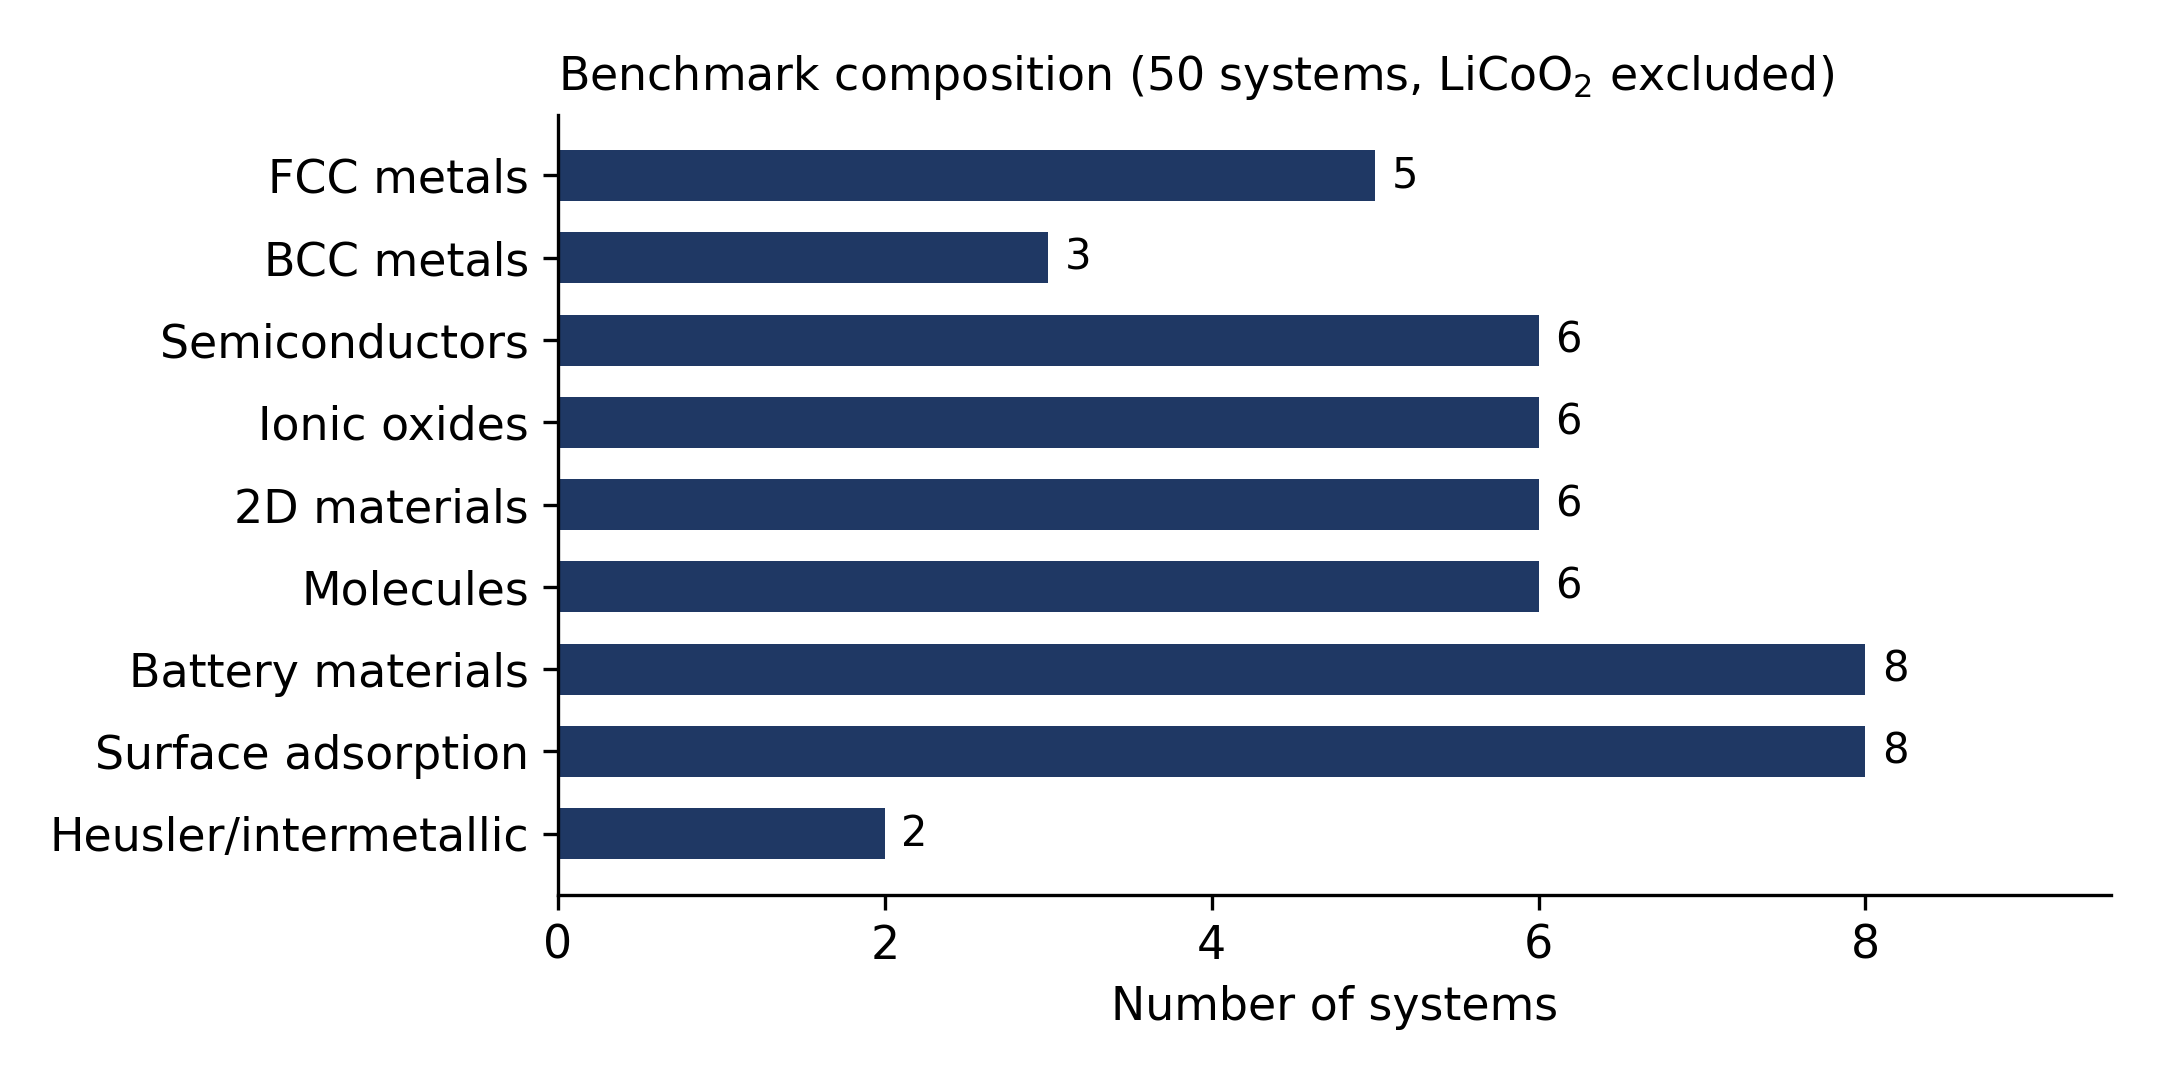 Benchmark composition (50 systems, LiCoO₂ excluded)
FCC metals 5
BCC metals 3
Semiconductors 6
Ionic oxides 6
2D materials 6
Molecules 6
Battery materials 8
Surface adsorption 8
Heusler/intermetallic 2
0 2 4 6 8
Number of systems